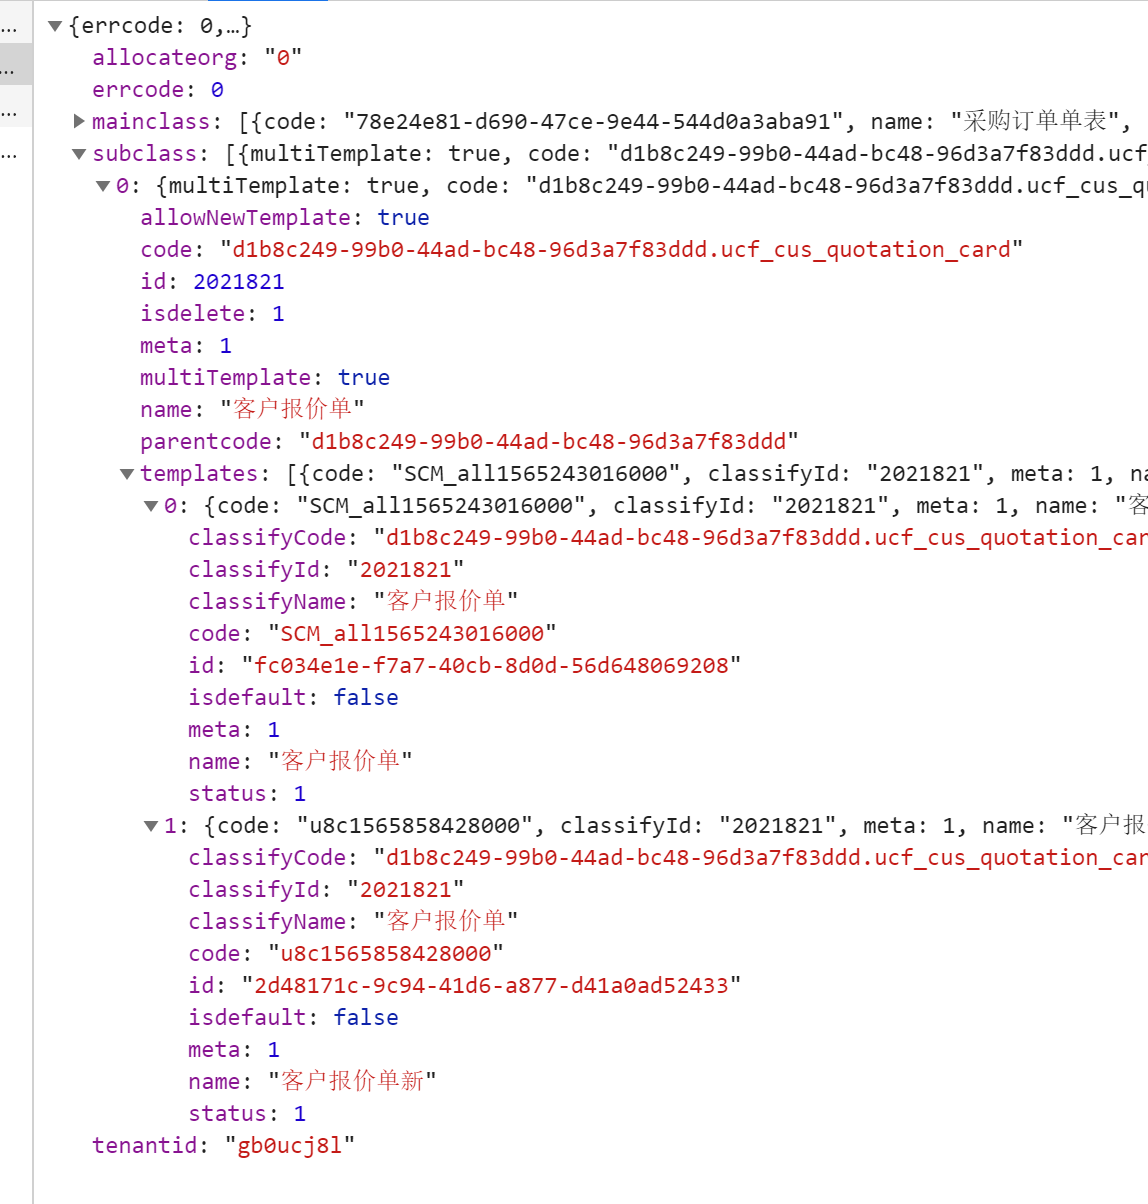 {errcode: 0,…}
allocateorg: "0"
errcode: 0
mainclass: [{code: "78e24e81-d690-47ce-9e44-544d0a3aba91", name: "采购订单单表",
subclass: [{multiTemplate: true, code: "d1b8c249-99b0-44ad-bc48-96d3a7f83ddd.ucf_
0: {multiTemplate: true, code: "d1b8c249-99b0-44ad-bc48-96d3a7f83ddd.ucf_cus_q
allowNewTemplate: true
code: "d1b8c249-99b0-44ad-bc48-96d3a7f83ddd.ucf_cus_quotation_card"
id: 2021821
isdelete: 1
meta: 1
multiTemplate: true
name: "客户报价单"
parentcode: "d1b8c249-99b0-44ad-bc48-96d3a7f83ddd"
templates: [{code: "SCM_all1565243016000", classifyId: "2021821", meta: 1, na
0: {code: "SCM_all1565243016000", classifyId: "2021821", meta: 1, name: "客
classifyCode: "d1b8c249-99b0-44ad-bc48-96d3a7f83ddd.ucf_cus_quotation_car
classifyId: "2021821"
classifyName: "客户报价单"
code: "SCM_all1565243016000"
id: "fc034e1e-f7a7-40cb-8d0d-56d648069208"
isdefault: false
meta: 1
name: "客户报价单"
status: 1
1: {code: "u8c1565858428000", classifyId: "2021821", meta: 1, name: "客户报
classifyCode: "d1b8c249-99b0-44ad-bc48-96d3a7f83ddd.ucf_cus_quotation_car
classifyId: "2021821"
classifyName: "客户报价单"
code: "u8c1565858428000"
id: "2d48171c-9c94-41d6-a877-d41a0ad52433"
isdefault: false
meta: 1
name: "客户报价单新"
status: 1
tenantid: "gb0ucj8l"